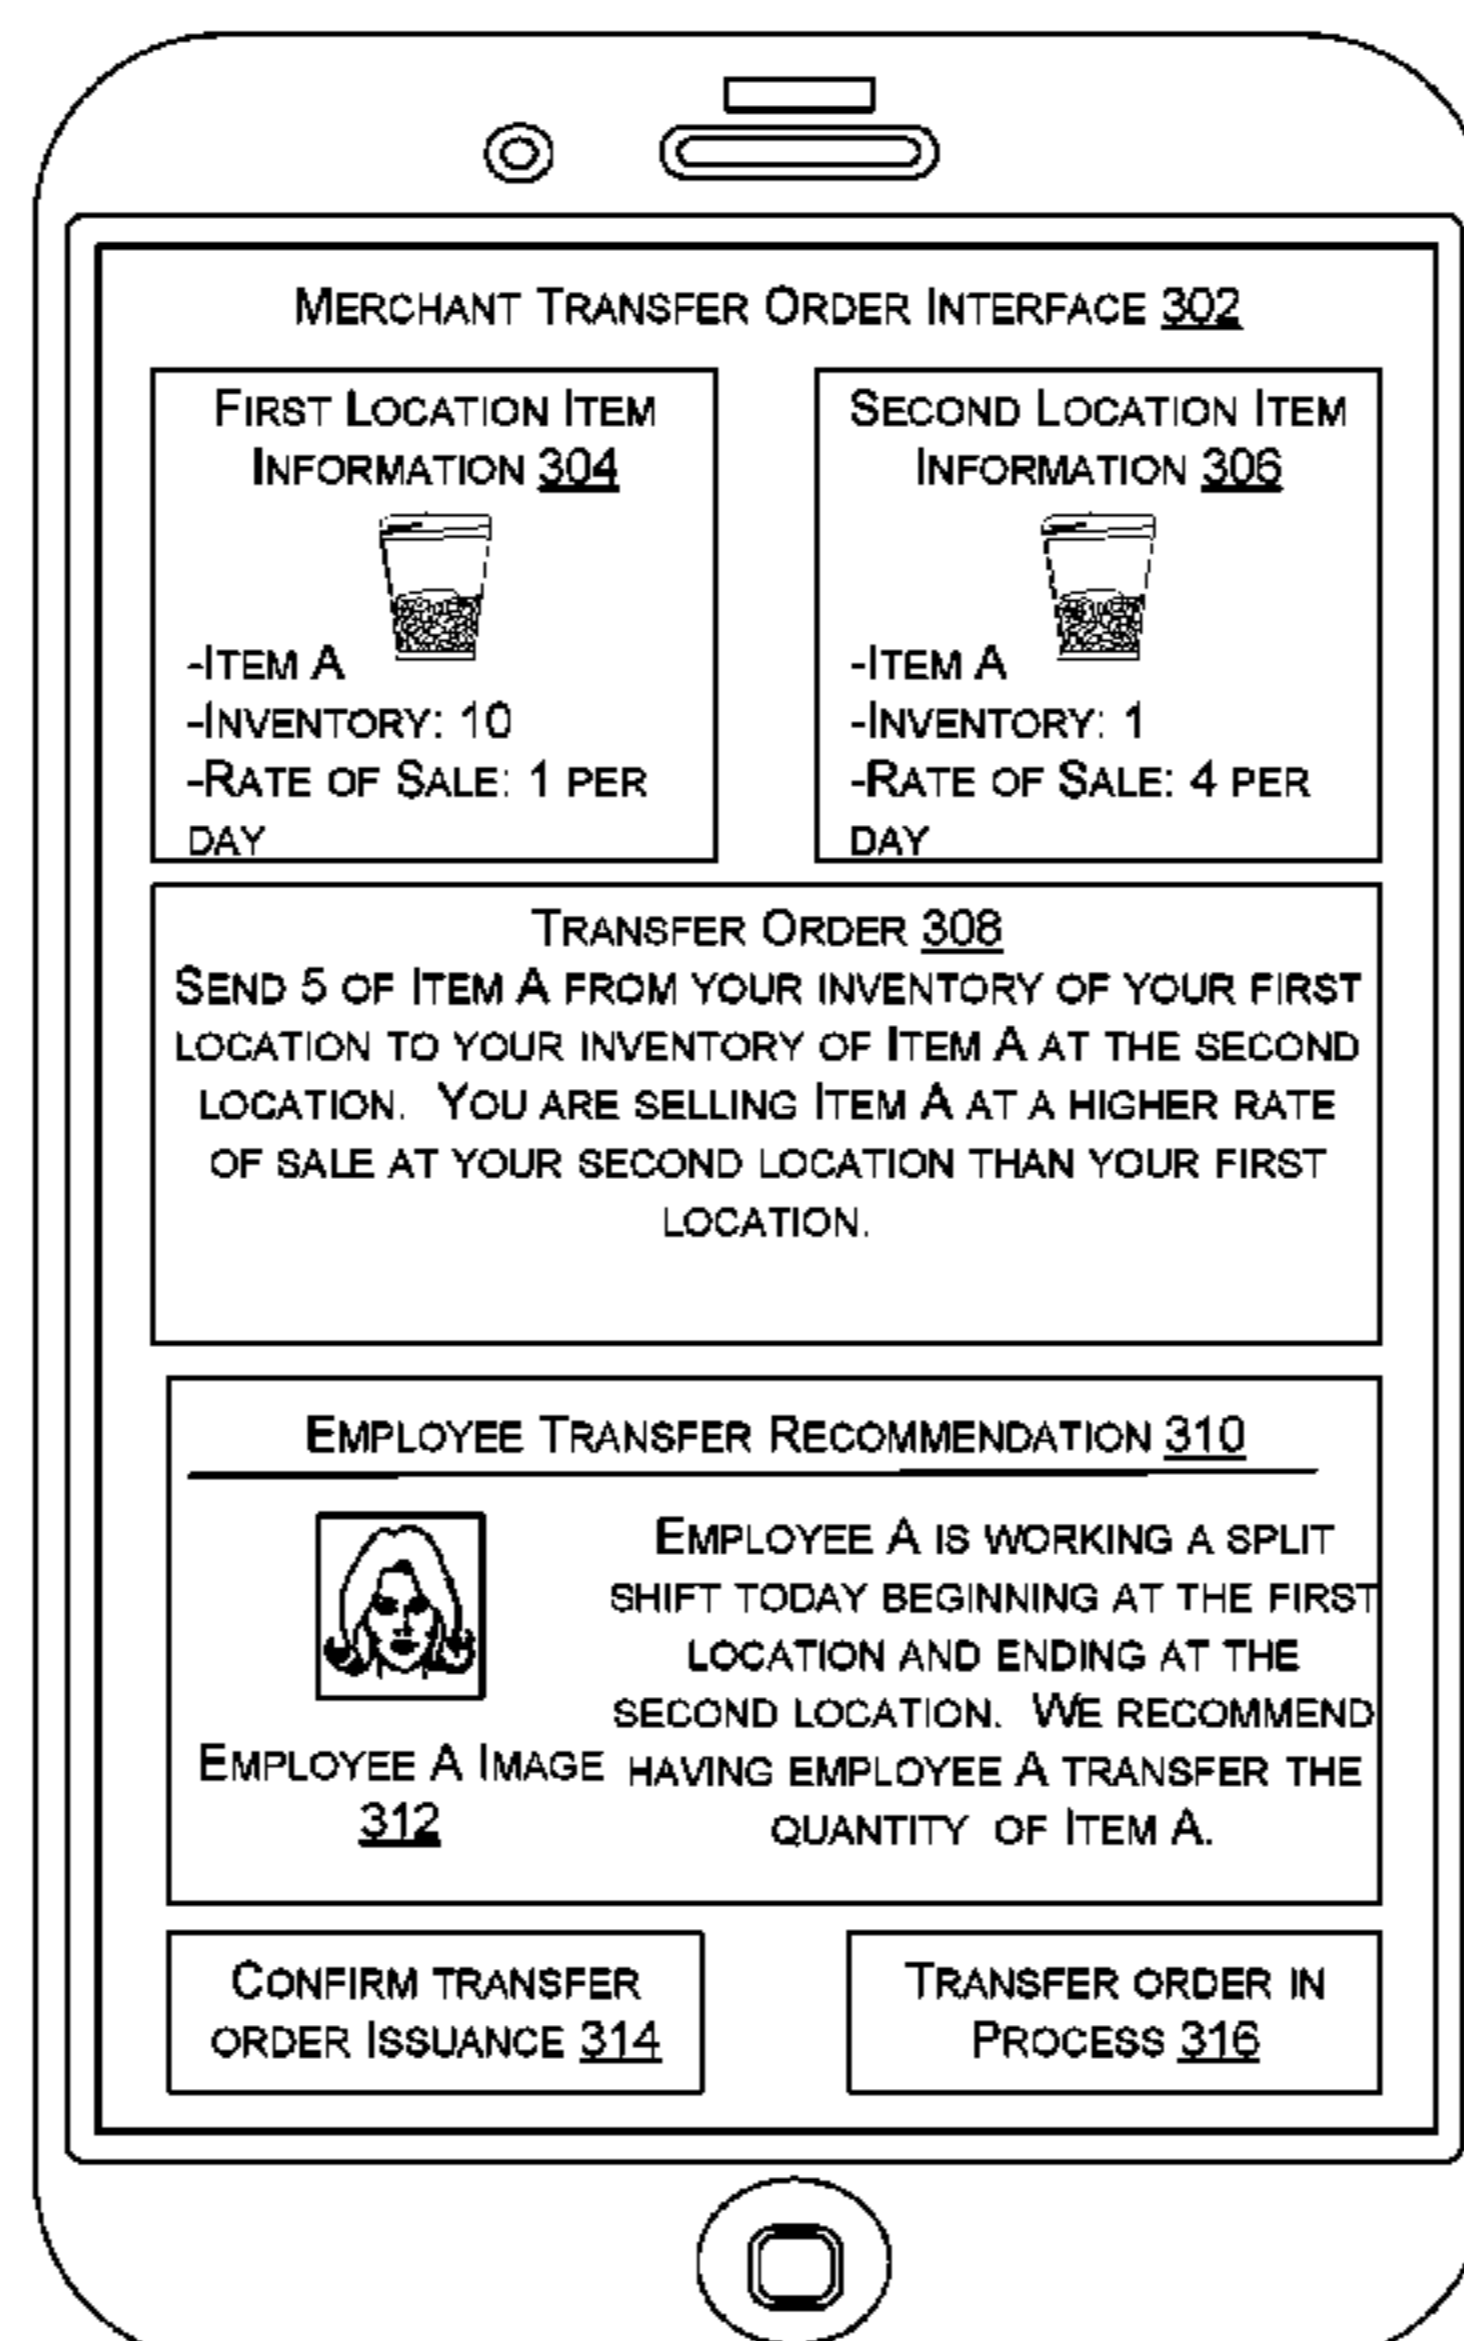 MERCHANT TRANSFER ORDER INTERFACE 302
FIRST LOCATION ITEM
INFORMATION 304
-ITEM A
-INVENTORY: 10
-RATE OF SALE: 1 PER
DAY
SECOND LOCATION ITEM
INFORMATION 306
-ITEM A
-INVENTORY: 1
-RATE OF SALE: 4 PER
DAY
TRANSFER ORDER 308
SEND 5 OF ITEM A FROM YOUR INVENTORY OF YOUR FIRST
LOCATION TO YOUR INVENTORY OF ITEM A AT THE SECOND
LOCATION. YOU ARE SELLING ITEM A AT A HIGHER RATE
OF SALE AT YOUR SECOND LOCATION THAN YOUR FIRST
LOCATION.
EMPLOYEE TRANSFER RECOMMENDATION 310
EMPLOYEE A IMAGE
312
EMPLOYEE A IS WORKING A SPLIT
SHIFT TODAY BEGINNING AT THE FIRST
LOCATION AND ENDING AT THE
SECOND LOCATION. WE RECOMMEND
HAVING EMPLOYEE A TRANSFER THE
QUANTITY OF ITEM A.
CONFIRM TRANSFER
ORDER ISSUANCE 314
TRANSFER ORDER IN
PROCESS 316